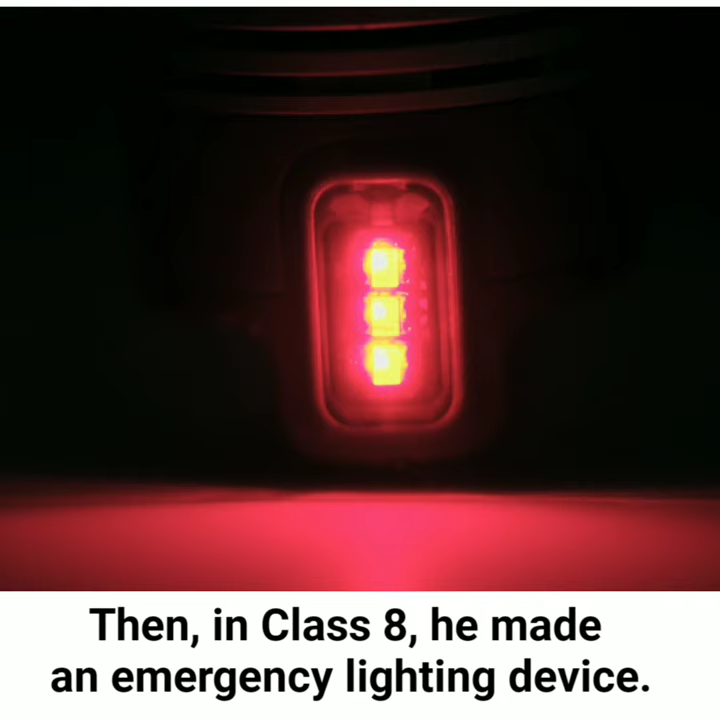 Then, in Class 8, he made
an emergency lighting device.